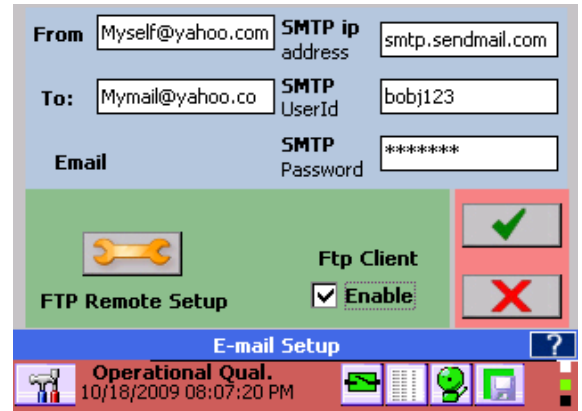 From Myself@yahoo.com SMTP ip address smtp.sendmail.com
To: Mymail@yahoo.co SMTP UserId bobj123
Email SMTP Password *******
FTP Remote Setup
Ftp Client
Enable
E-mail Setup ?
Operational Qual.
10/18/2009 08:07:20 PM